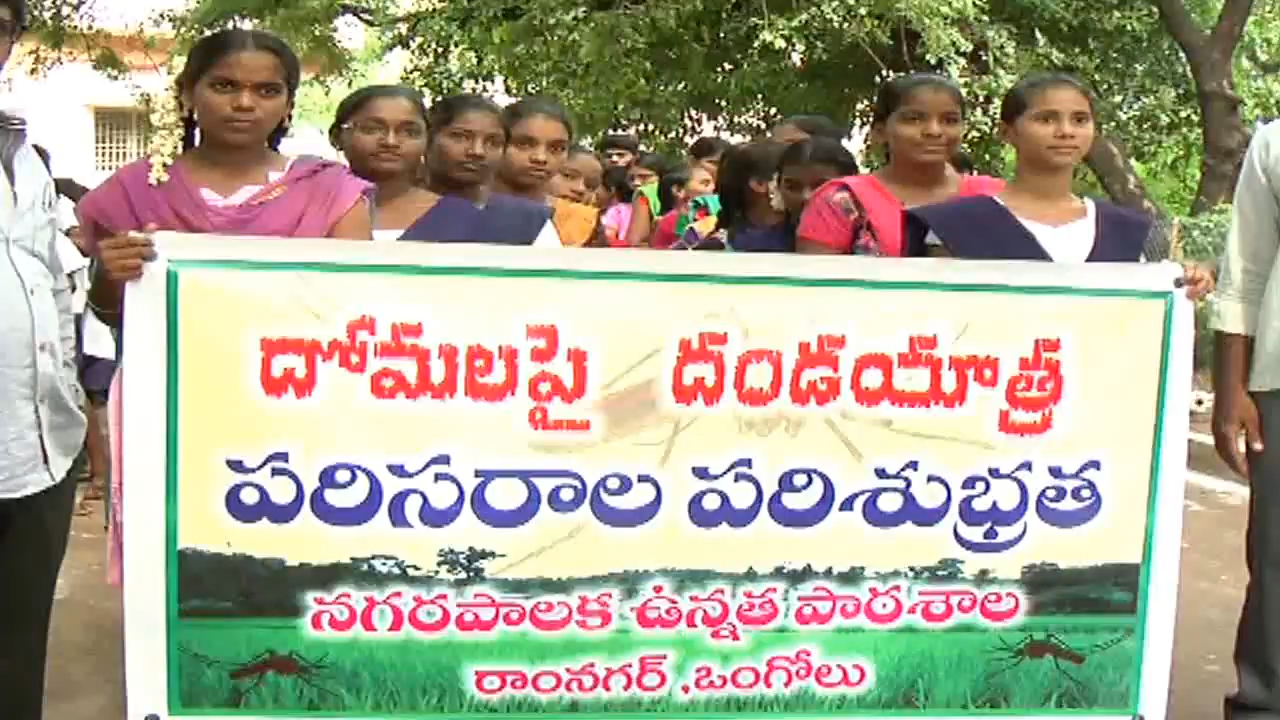 దోమలపై దండయాత్ర
పరిసరాల పరిశుభ్రత
నగరపాలక ఉన్నత పాఠశాల
రాంనగర్ ,ఒంగోలు